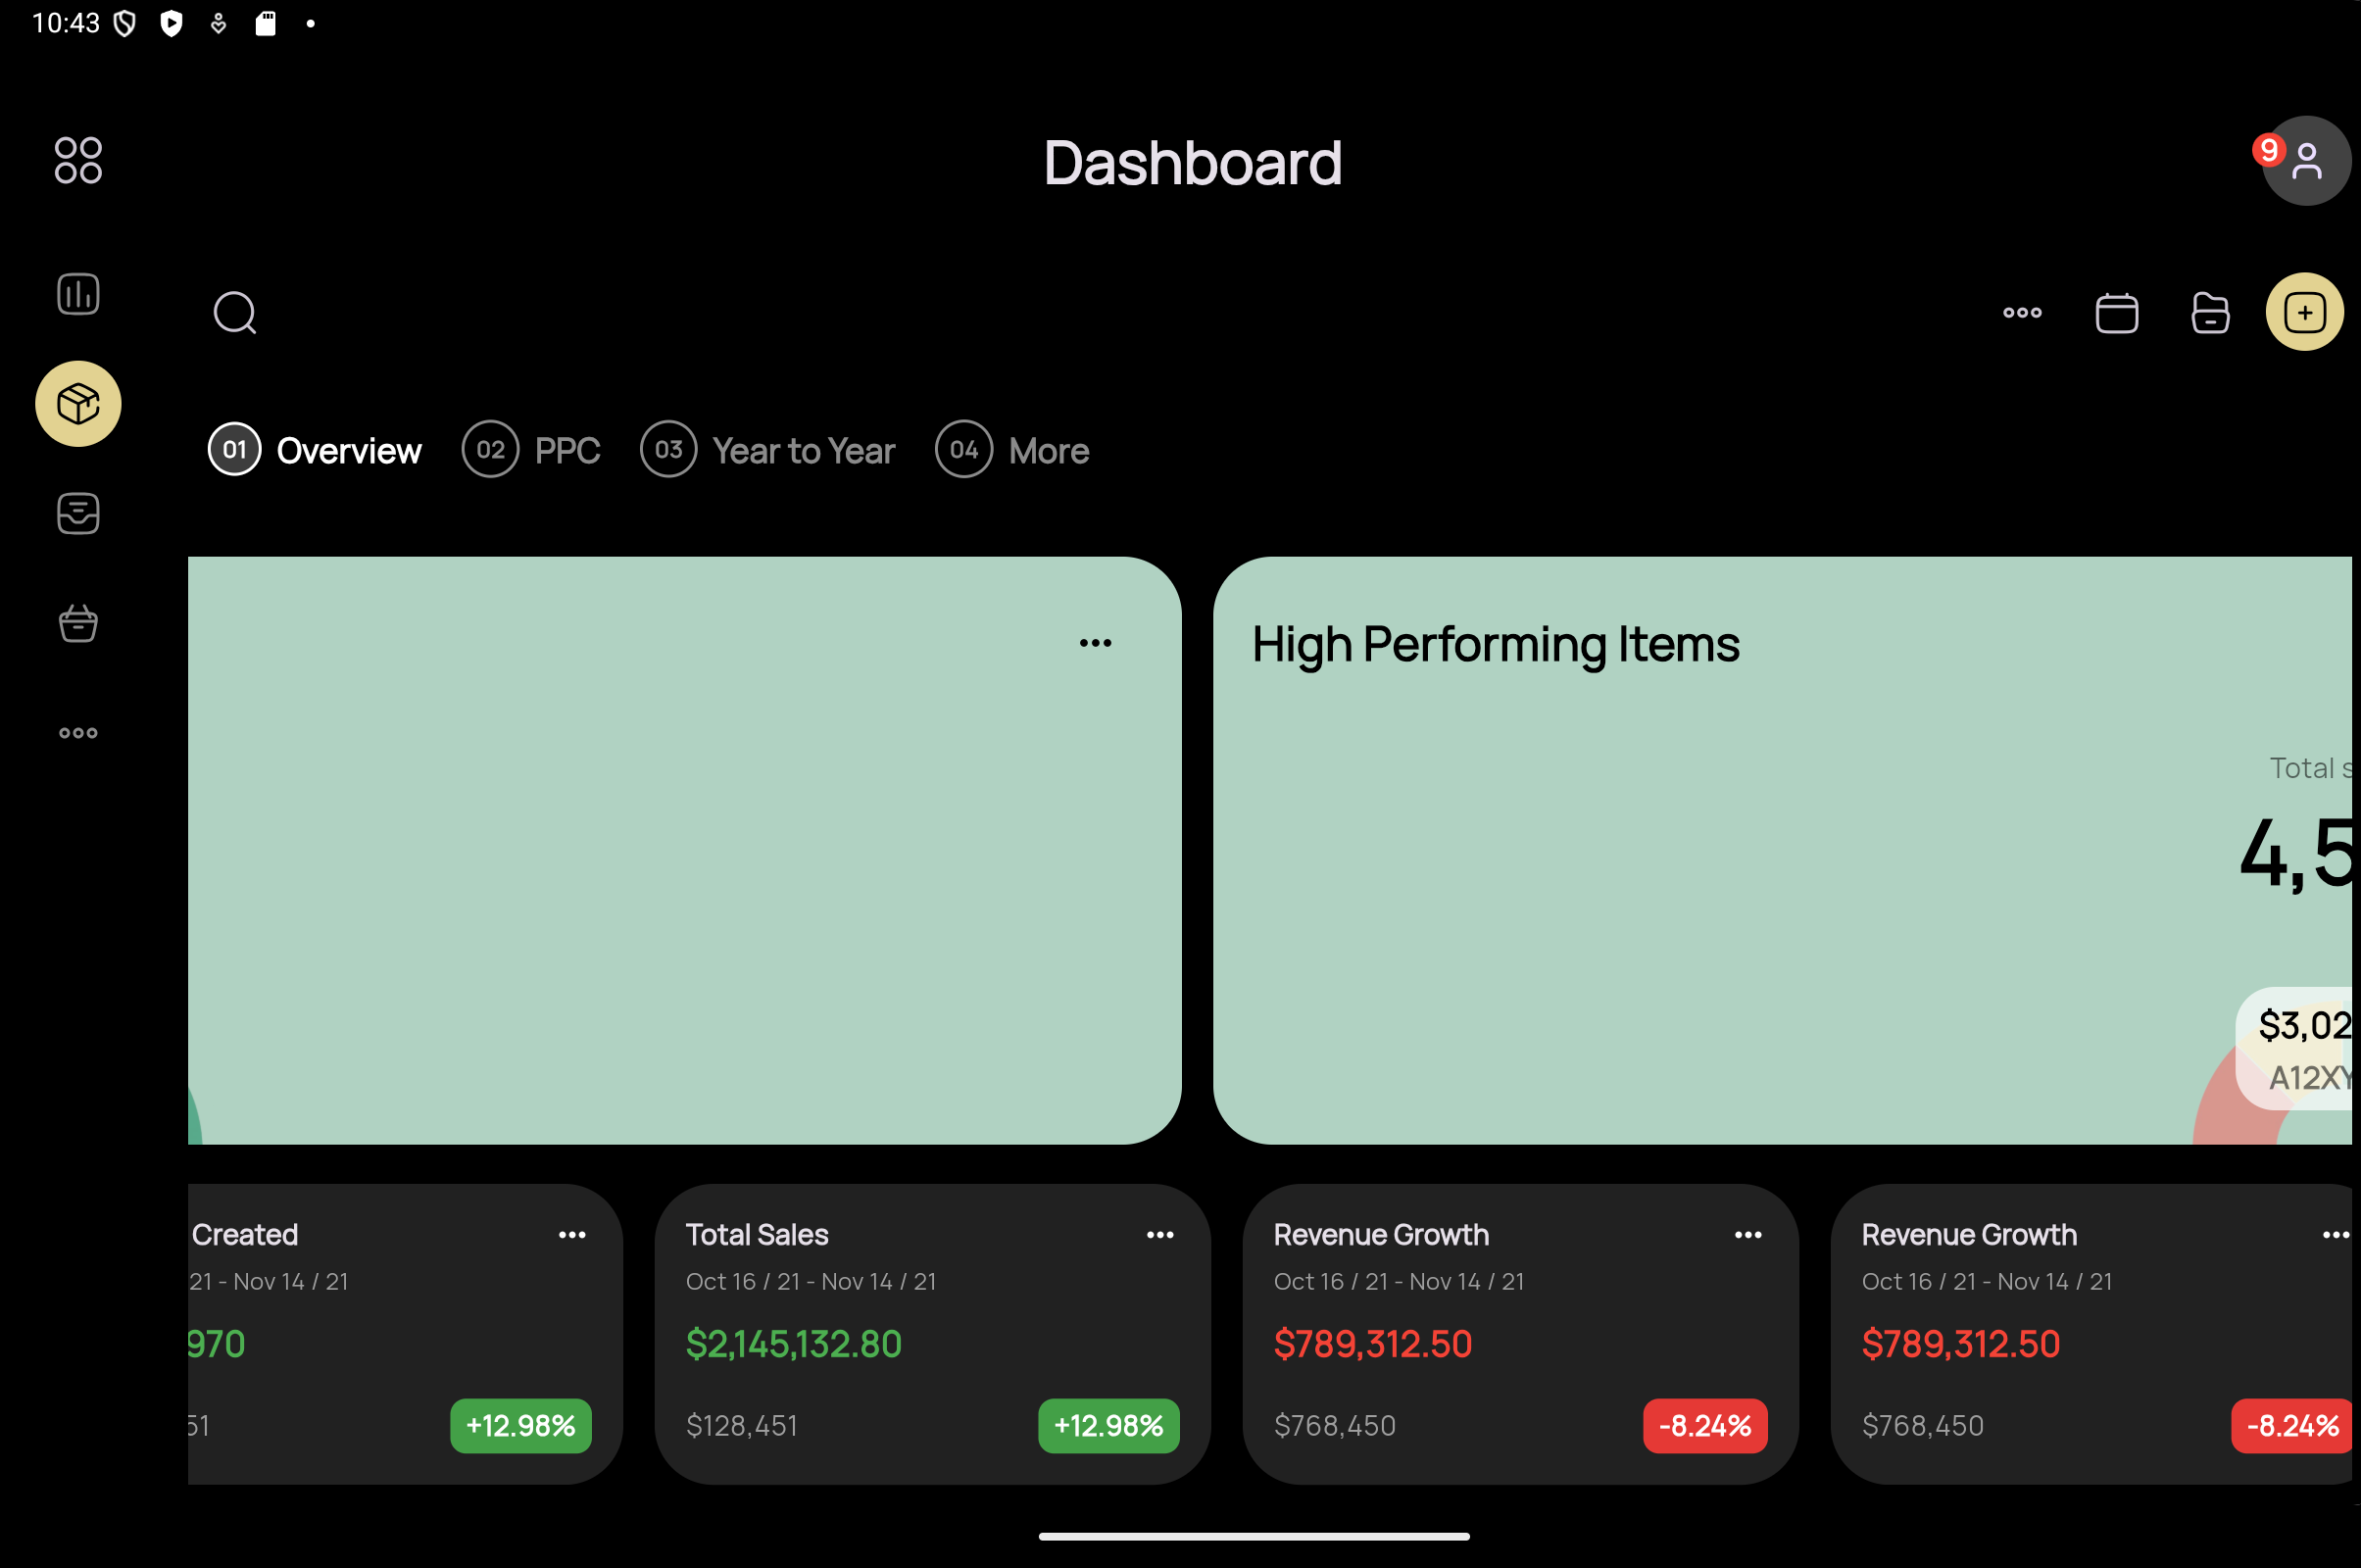 10:43
Dashboard
9
01 Overview 02 PPC 03 Year to Year 04 More
High Performing Items
Total
4,5
$3,02
A12X
Created
21 - Nov 14 / 21
970
+12.98%
Total Sales
Oct 16 / 21 - Nov 14 / 21
$2,145,132.80
$128,451
+12.98%
Revenue Growth
Oct 16 / 21 - Nov 14 / 21
$789,312.50
$768,450
-8.24%
Revenue Growth
Oct 16 / 21 - Nov 14 / 21
$789,312.50
$768,450
-8.24%